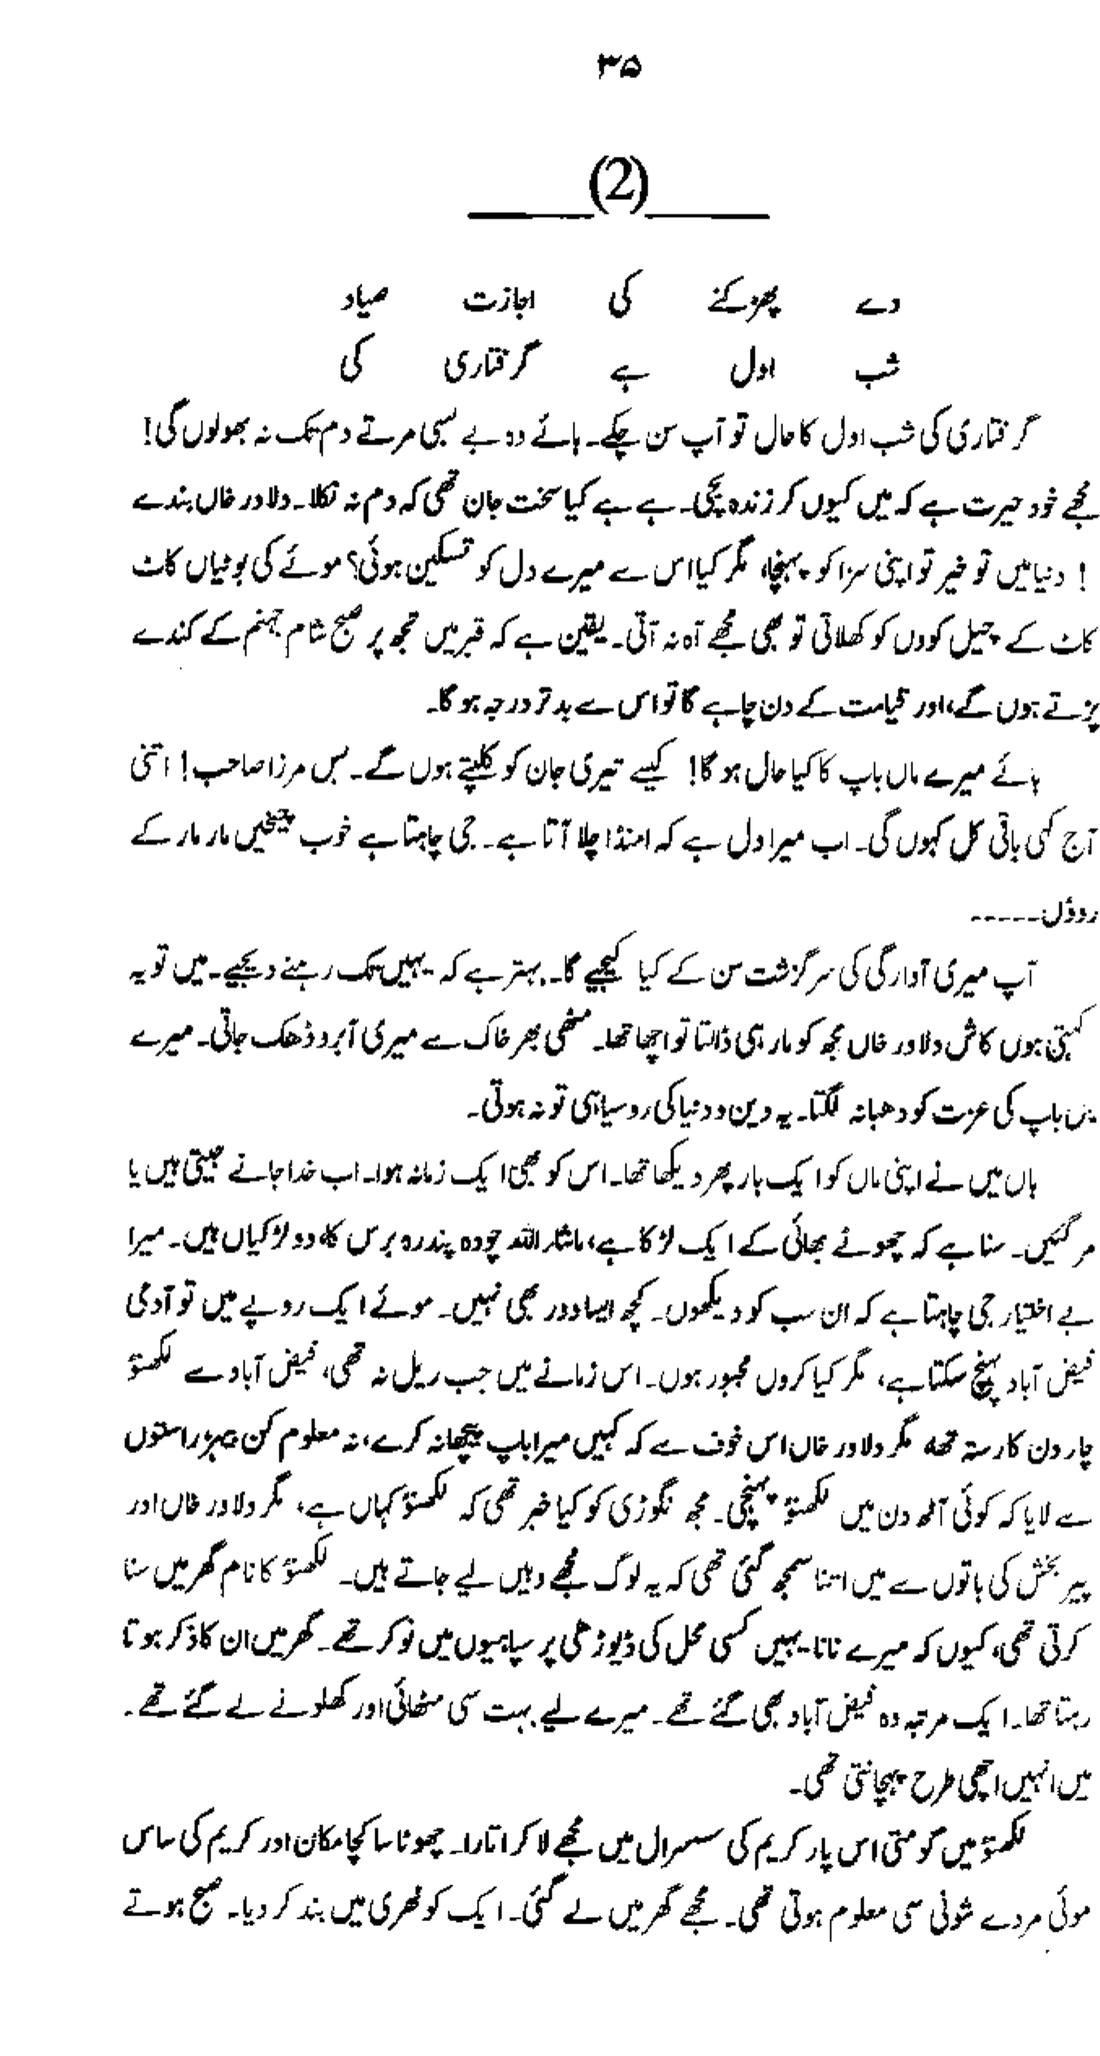 ۳۵
(2)
دے پھڑکنے کی اجازت صیاد
شب اول ہے گرفتاری کی
گرفتاری کی شب اول کا حال تو آپ سن چکے۔ ہائے وہ بے بسی مرتے دم تک نہ بھولوں گی!
مجھے خود حیرت ہے کہ میں کیوں کر زندہ بچی۔ ہے ہے کیا سخت جان تھی کہ دم نہ نکلا۔ دلاور خاں بندے
! دنیا میں تو خیر تو اپنی سزا کو پہنچا، مگر کیا اس سے میرے دل کو تسکین ہوئی؟ موئے کی بوٹیاں کاٹ
کاٹ کے چیل کووں کو کھلاتی تو بھی مجھے آہ نہ آتی۔ یقین ہے کہ قبر میں تجھ پر صبح شام جہنم کے کندے
پڑتے ہوں گے، اور قیامت کے دن چاہے گا تو اس سے بدتر درجہ ہو گا۔
ہائے میرے ماں باپ کا کیا حال ہو گا! کیسے تیری جان کو کلپتے ہوں گے۔ بس مرزا صاحب! اتنی
آج کہی باقی کل کہوں گی۔ اب میرا دل ہے کہ امنڈا چلا آتا ہے۔ جی چاہتا ہے خوب چیخیں مار مار کے
روؤں-----
آپ میری آوارگی کی سرگزشت سن کے کیا کیجیے گا۔ بہتر ہے کہ یہیں تک رہنے دیجیے۔ میں تو یہ
کہتی ہوں کاش دلاور خاں مجھ کو مار ہی ڈالتا تو اچھا تھا۔ مٹھی بھر خاک سے میری آبرو ڈھک جاتی۔ میرے
ماں باپ کی عزت کو دھبا نہ لگتا۔ یہ دین و دنیا کی روسیاہی تو نہ ہوتی۔
ہاں میں نے اپنی ماں کو ایک بار پھر دیکھا تھا۔ اس کو بھی ایک زمانہ ہوا۔ اب خدا جانے جیتی ہیں یا
مر گئیں۔ سنا ہے کہ چھوٹے بھائی کے ایک لڑکا ہے، ماشاءاللہ چودہ پندرہ برس کا، دو لڑکیاں ہیں۔ میرا
بے اختیار جی چاہتا ہے کہ ان سب کو دیکھوں۔ کچھ ایسا دور بھی نہیں۔ موئے ایک روپے میں تو آدمی
فیض آباد پہنچ سکتا ہے، مگر کیا کروں مجبور ہوں۔ اس زمانے میں جب ریل نہ تھی، فیض آباد سے لکھنؤ
چار دن کا رستہ تھا، مگر دلاور خاں اس خوف سے کہ کہیں میرا باپ پیچھا نہ کرے، نہ معلوم کن بیہڑ راستوں
سے لایا کہ کوئی آٹھ دن میں لکھنؤ پہنچی۔ مجھ نگوڑی کو کیا خبر تھی کہ لکھنؤ کہاں ہے، مگر دلاور خاں اور
پیر بخش کی باتوں سے میں اتنا سمجھ گئی تھی کہ یہ لوگ مجھے وہیں لیے جاتے ہیں۔ لکھنؤ کا نام گھر میں سنا
کرتی تھی، کیوں کہ میرے نانا یہیں کسی محل کی ڈیوڑھی پر سپاہیوں میں نوکر تھے۔ گھر میں ان کا ذکر ہوتا
رہتا تھا۔ ایک مرتبہ وہ فیض آباد بھی گئے تھے۔ میرے لیے بہت سی مٹھائی اور کھلونے لے گئے تھے۔
میں انہیں اچھی طرح پہچانتی تھی۔
لکھنؤ میں گومتی اس پار کریم کی سسرال میں مجھے لا کر اتارا۔ چھوٹا سا کچا مکان اور کریم کی ساس
موئی مردے شوئی سی معلوم ہوتی تھی۔ مجھے گھر میں لے گئی۔ ایک کوٹھری میں بند کر دیا۔ صبح ہوتے